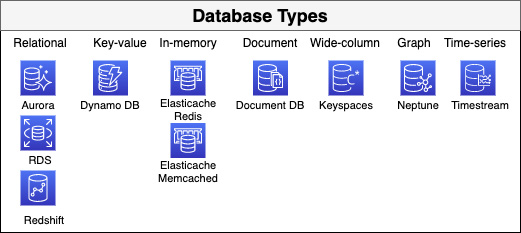 Database Types
Relational Key-value In-memory Document Wide-column Graph Time-series
Aurora Dynamo DB Elasticache Document DB Keyspaces Neptune Timestream
Redis
RDS Elasticache
Memcached
Redshift